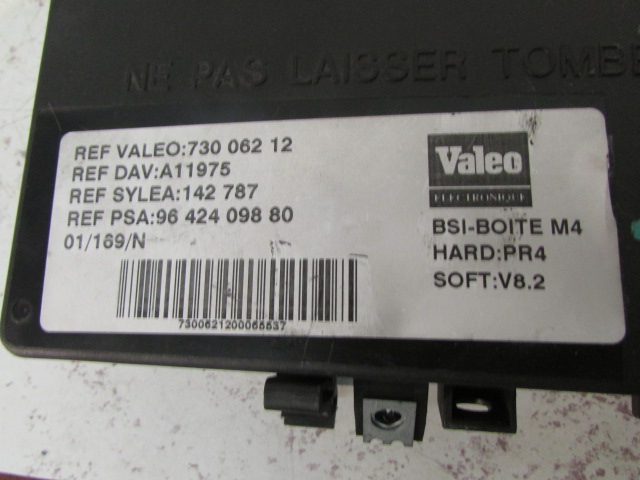 NE PAS LAISSER TOMBE
REF VALEO:730 062 12
REF DAV:A11975
REF SYLEA:142 787
REF PSA:96 424 098 80
01/169/N
7300621200065537
Valeo
ELECTRONIQUE
BSI-BOITE M4
HARD:PR4
SOFT:V8.2